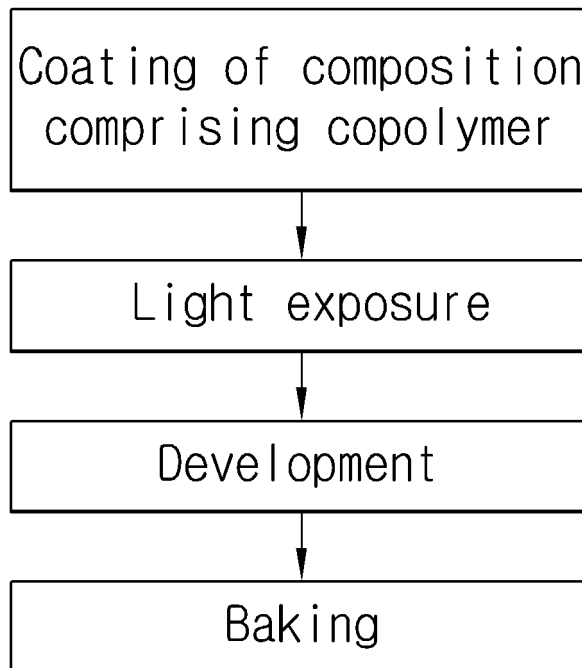 Coating of composition
comprising copolymer
Light exposure
Development
Baking